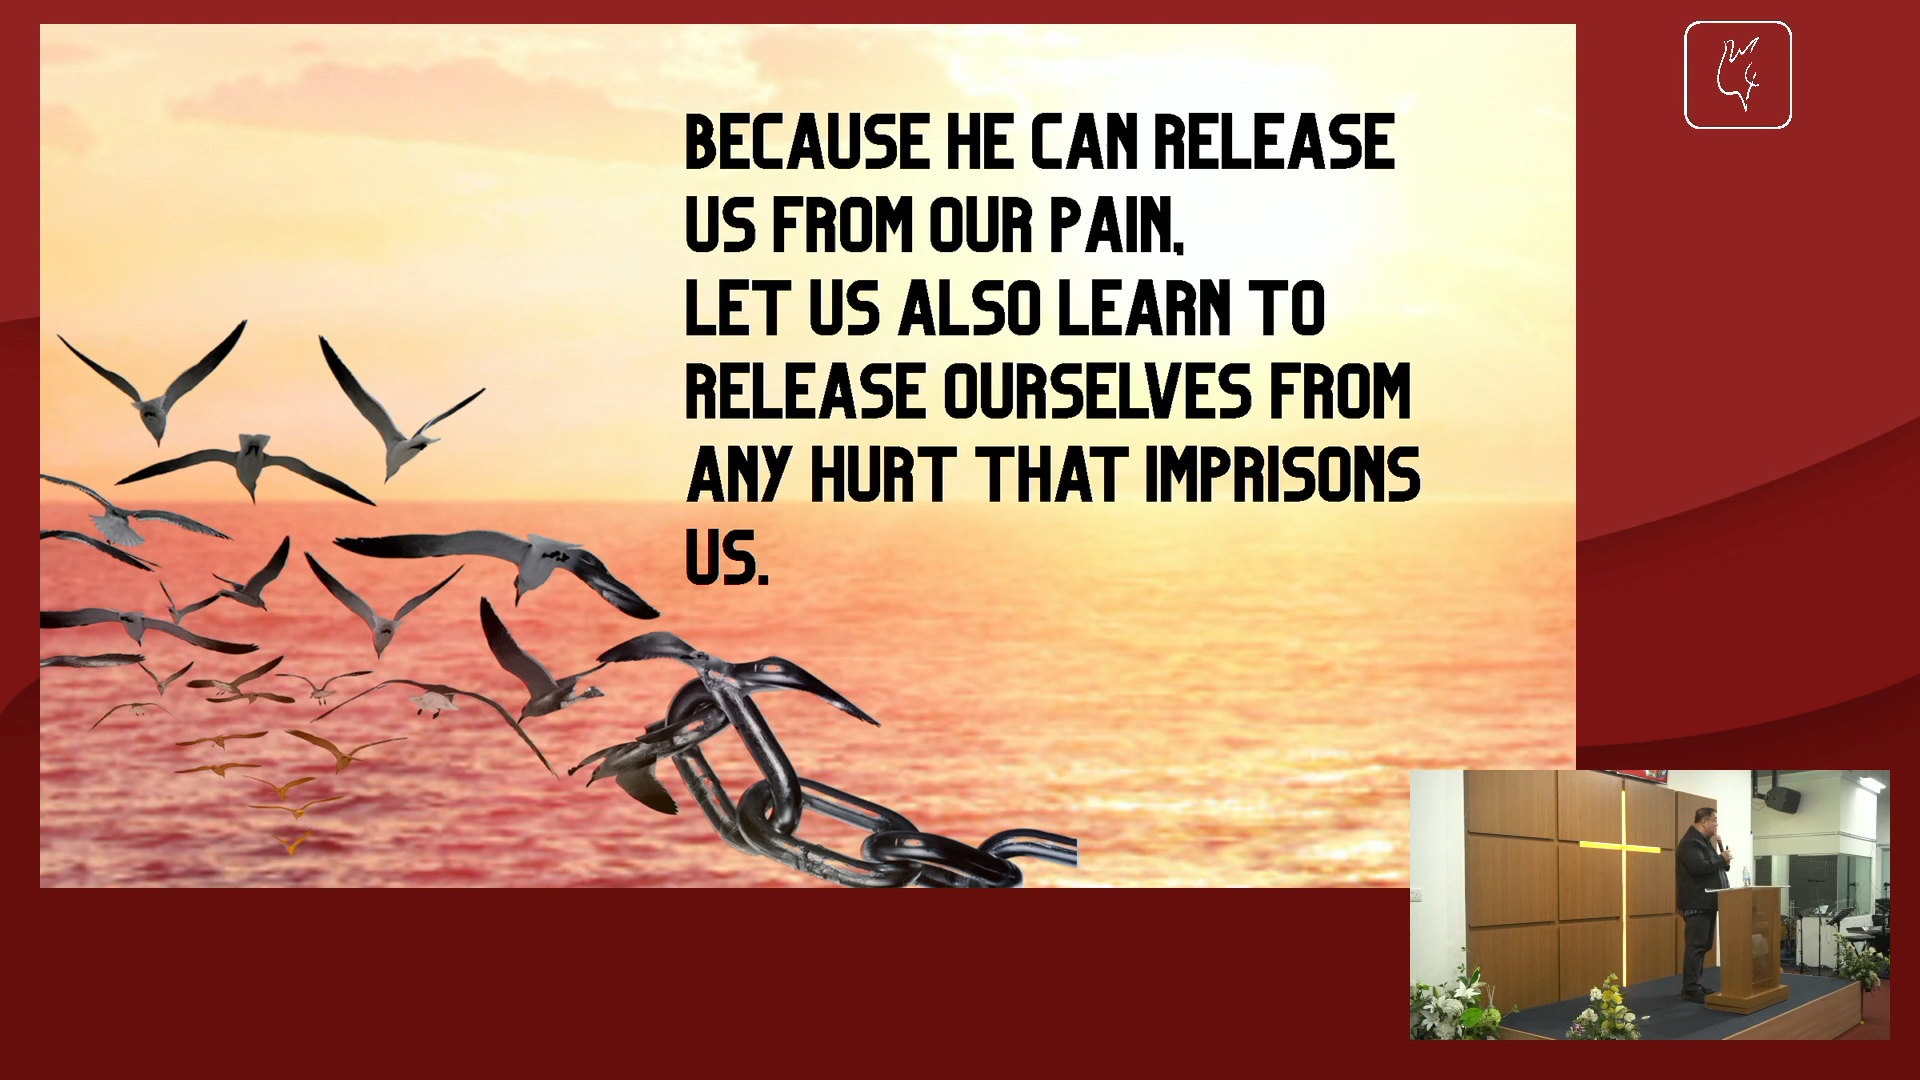 BECAUSE HE CAN RELEASE
US FROM OUR PAIN,
LET US ALSO LEARN TO
RELEASE OURSELVES FROM
ANY HURT THAT IMPRISONS
US.